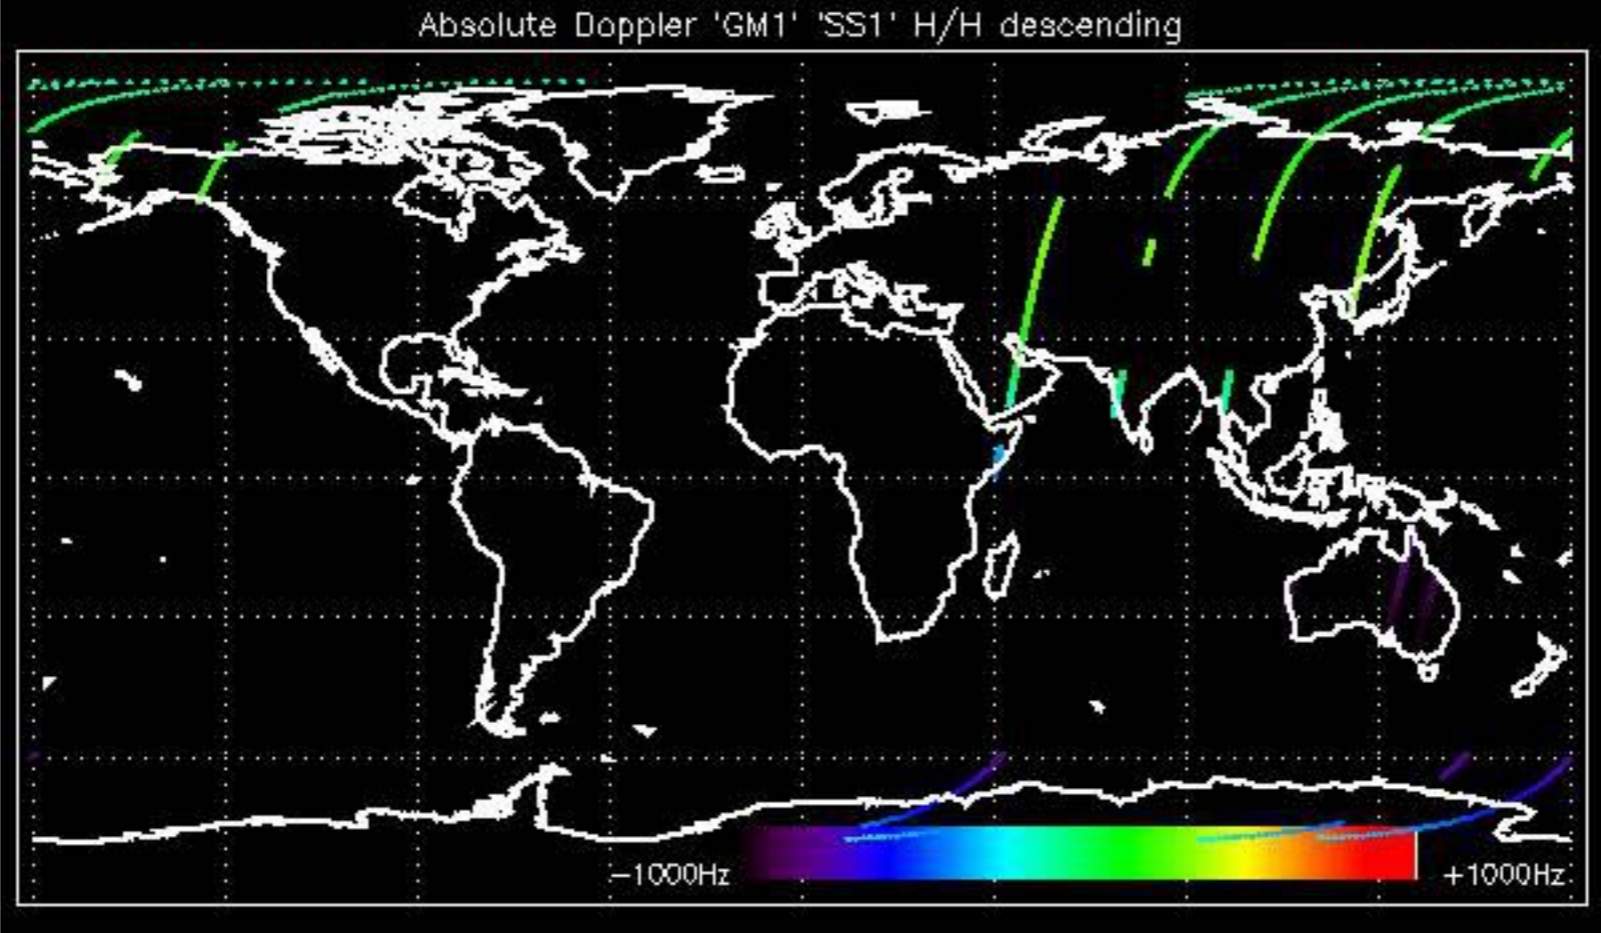 Absolute Doppler 'GM1' 'SS1' H/H descending
−1000Hz
+1000Hz